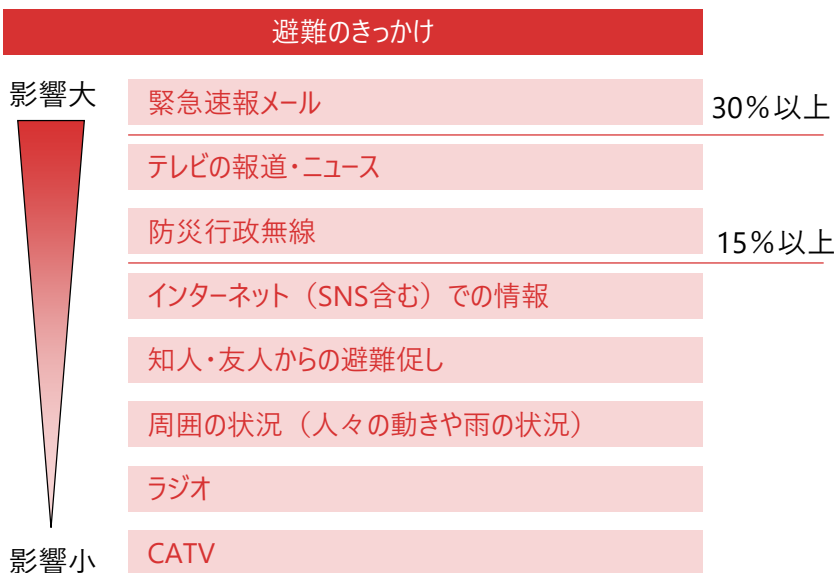 避難のきっかけ
影響大
緊急速報メール
30%以上
テレビの報道・ニュース
防災行政無線
15%以上
インターネット（SNS含む）での情報
知人・友人からの避難促し
周囲の状況（人々の動きや雨の状況）
ラジオ
影響小
CATV